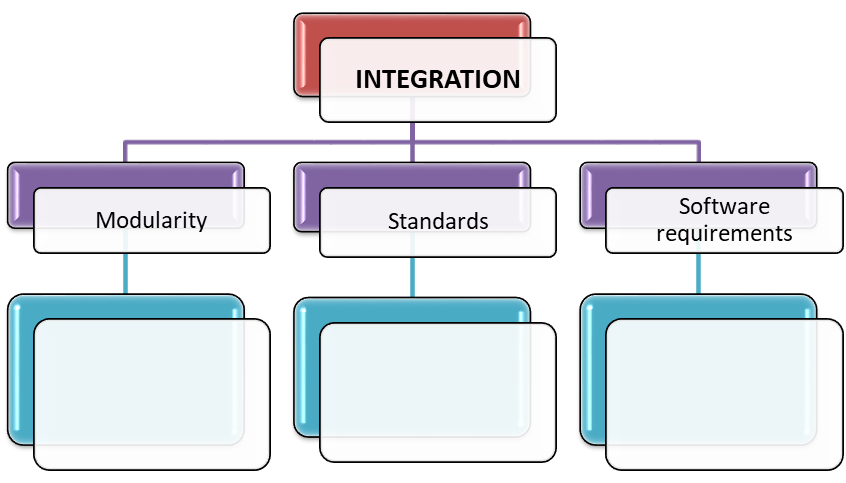 INTEGRATION
Modularity
Standards
Software
requirements